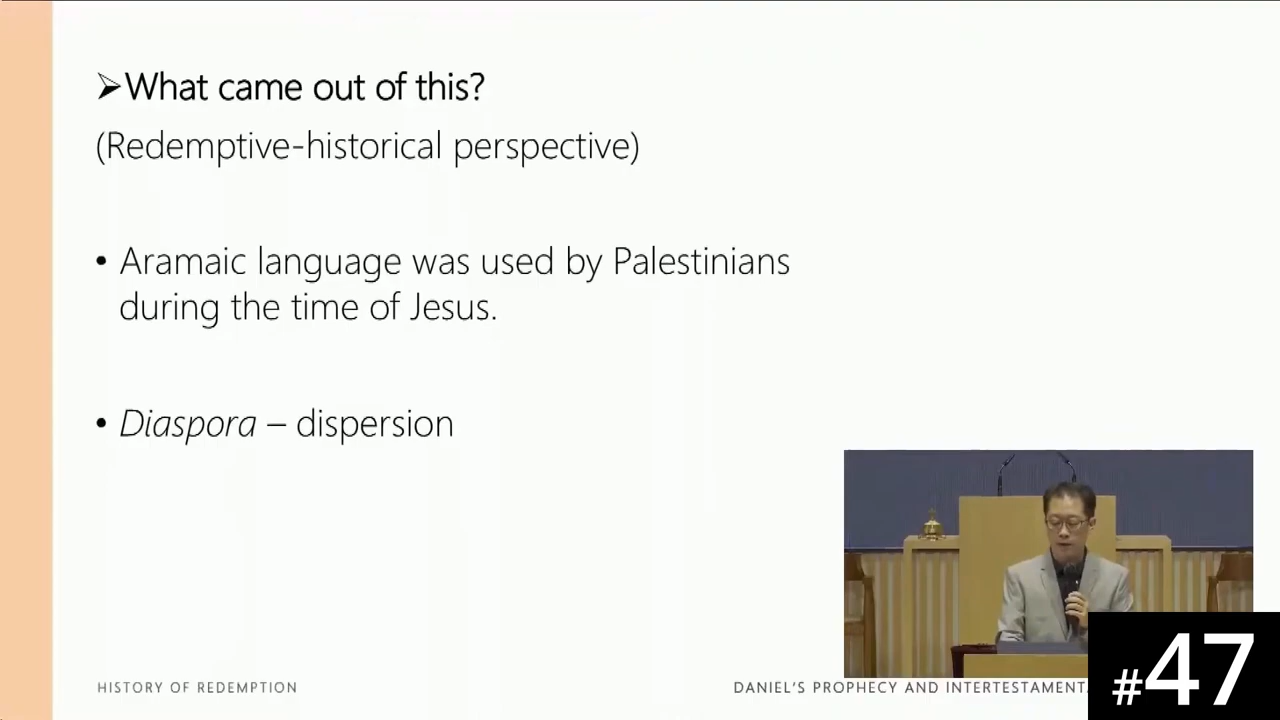 ➤What came out of this?
(Redemptive-historical perspective)
• Aramaic language was used by Palestinians
during the time of Jesus.
• Diaspora – dispersion
HISTORY OF REDEMPTION
DANIEL'S PROPHECY AND
#47